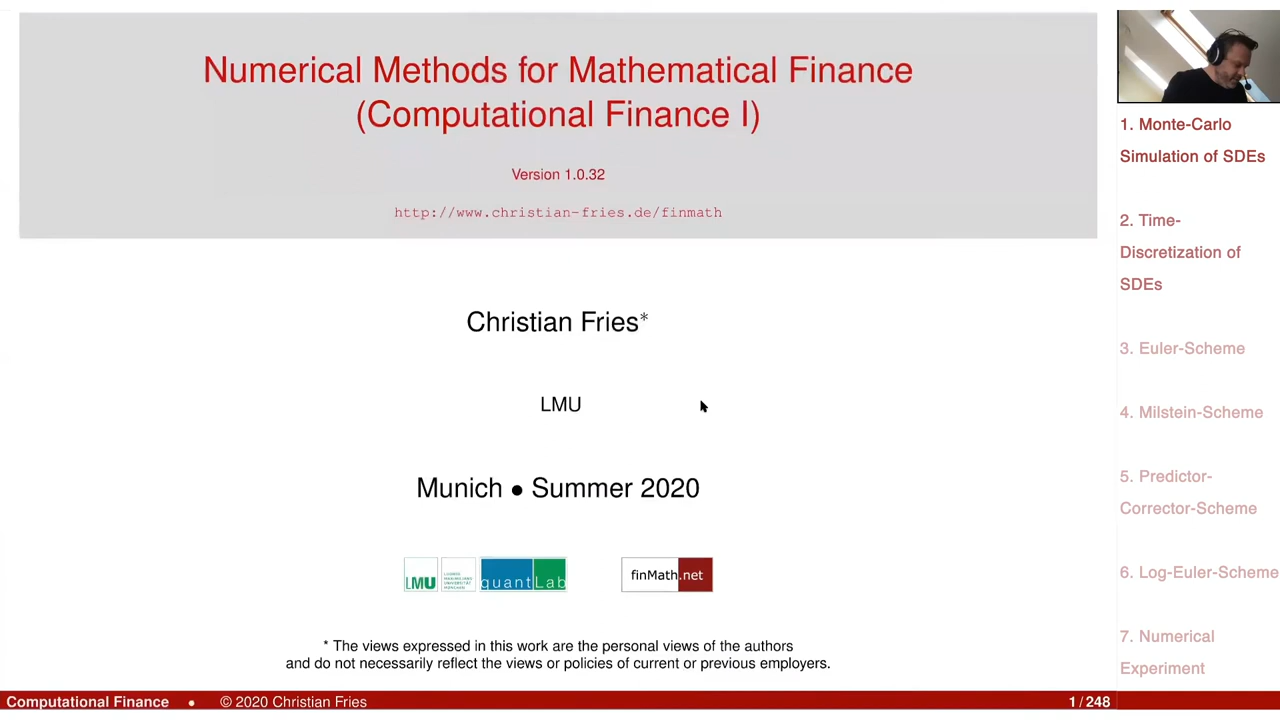 Numerical Methods for Mathematical Finance
(Computational Finance I)
Version 1.0.32
http://www.christian-fries.de/finmath
Christian Fries*
LMU
Munich • Summer 2020
LMU
LUDWIG
MAXIMILIANS
UNIVERSITÄT
MÜNCHEN
quantLab
finMath.net
* The views expressed in this work are the personal views of the authors
and do not necessarily reflect the views or policies of current or previous employers.
Computational Finance • © 2020 Christian Fries
1 / 248
1. Monte-Carlo
Simulation of SDEs
2. Time-
Discretization of
SDEs
3. Euler-Scheme
4. Milstein-Scheme
5. Predictor-
Corrector-Scheme
6. Log-Euler-Scheme
7. Numerical
Experiment